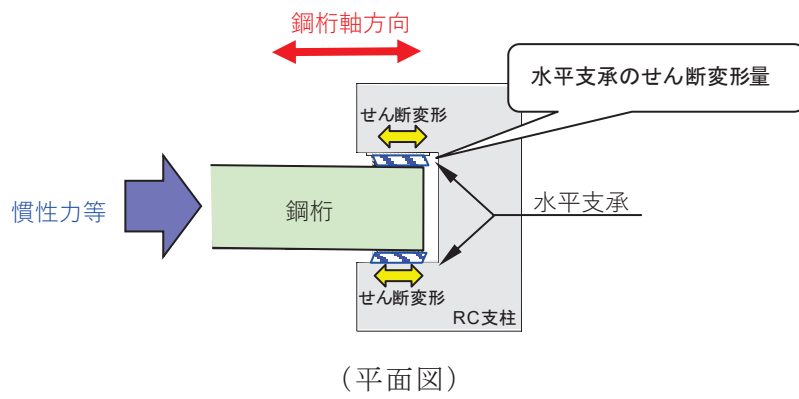 鋼桁軸方向
水平支承のせん断変形量
せん断変形
慣性力等
鋼桁
水平支承
せん断変形
RC支柱
（平面図）